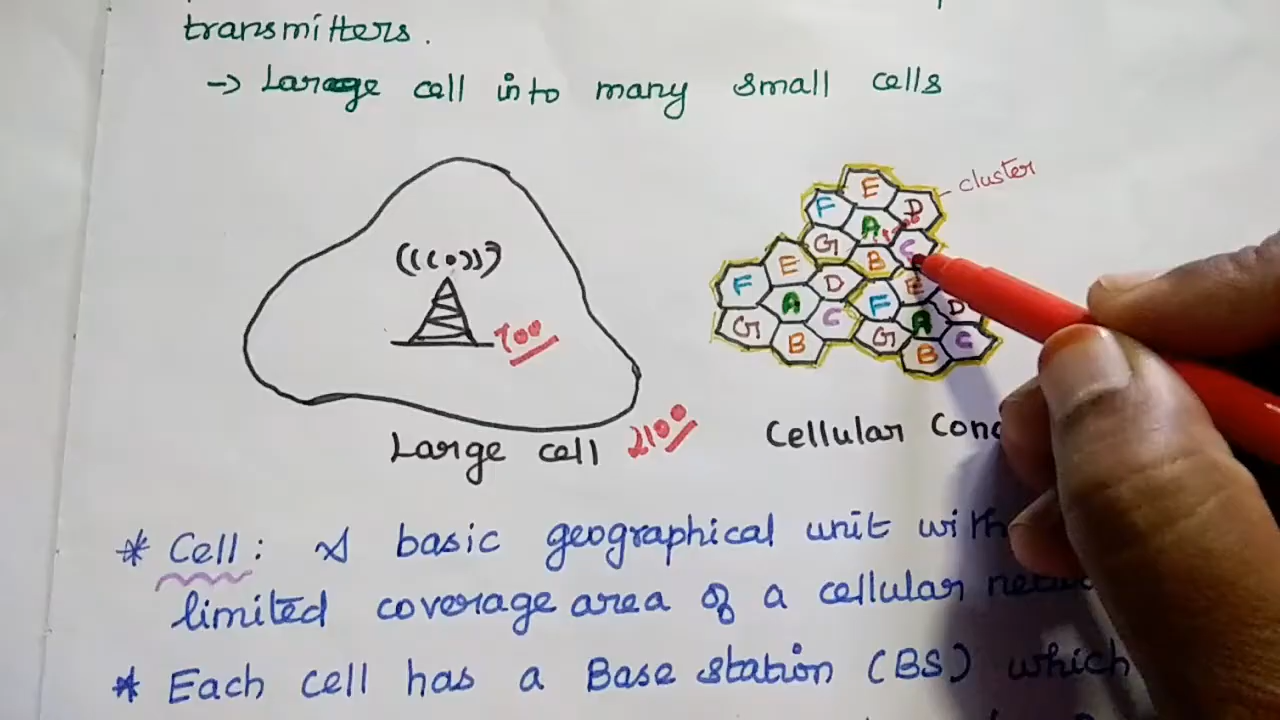 transmitters.
→ Large cell into many small cells
cluster
E
F D
A
G C
B
E E
F D F D
A A
G C G C
B B
700
2100
Large cell
Cellular Conc
* Cell: A basic geographical unit with
limited coverage area of a cellular
* Each cell has a Base station (BS) which